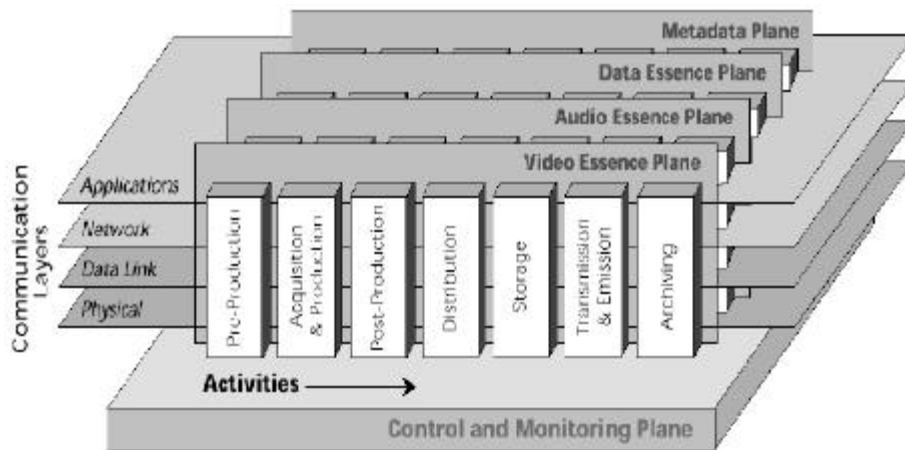 Metadata Plane
Data Essence Plane
Audio Essence Plane
Video Essence Plane
Communication
Layers
Applications
Network
Data Link
Physical
Pre-Production
Acquisition
& Production
Post-Production
Distribution
Storage
Transmission
& Emission
Archiving
Activities
Control and Monitoring Plane